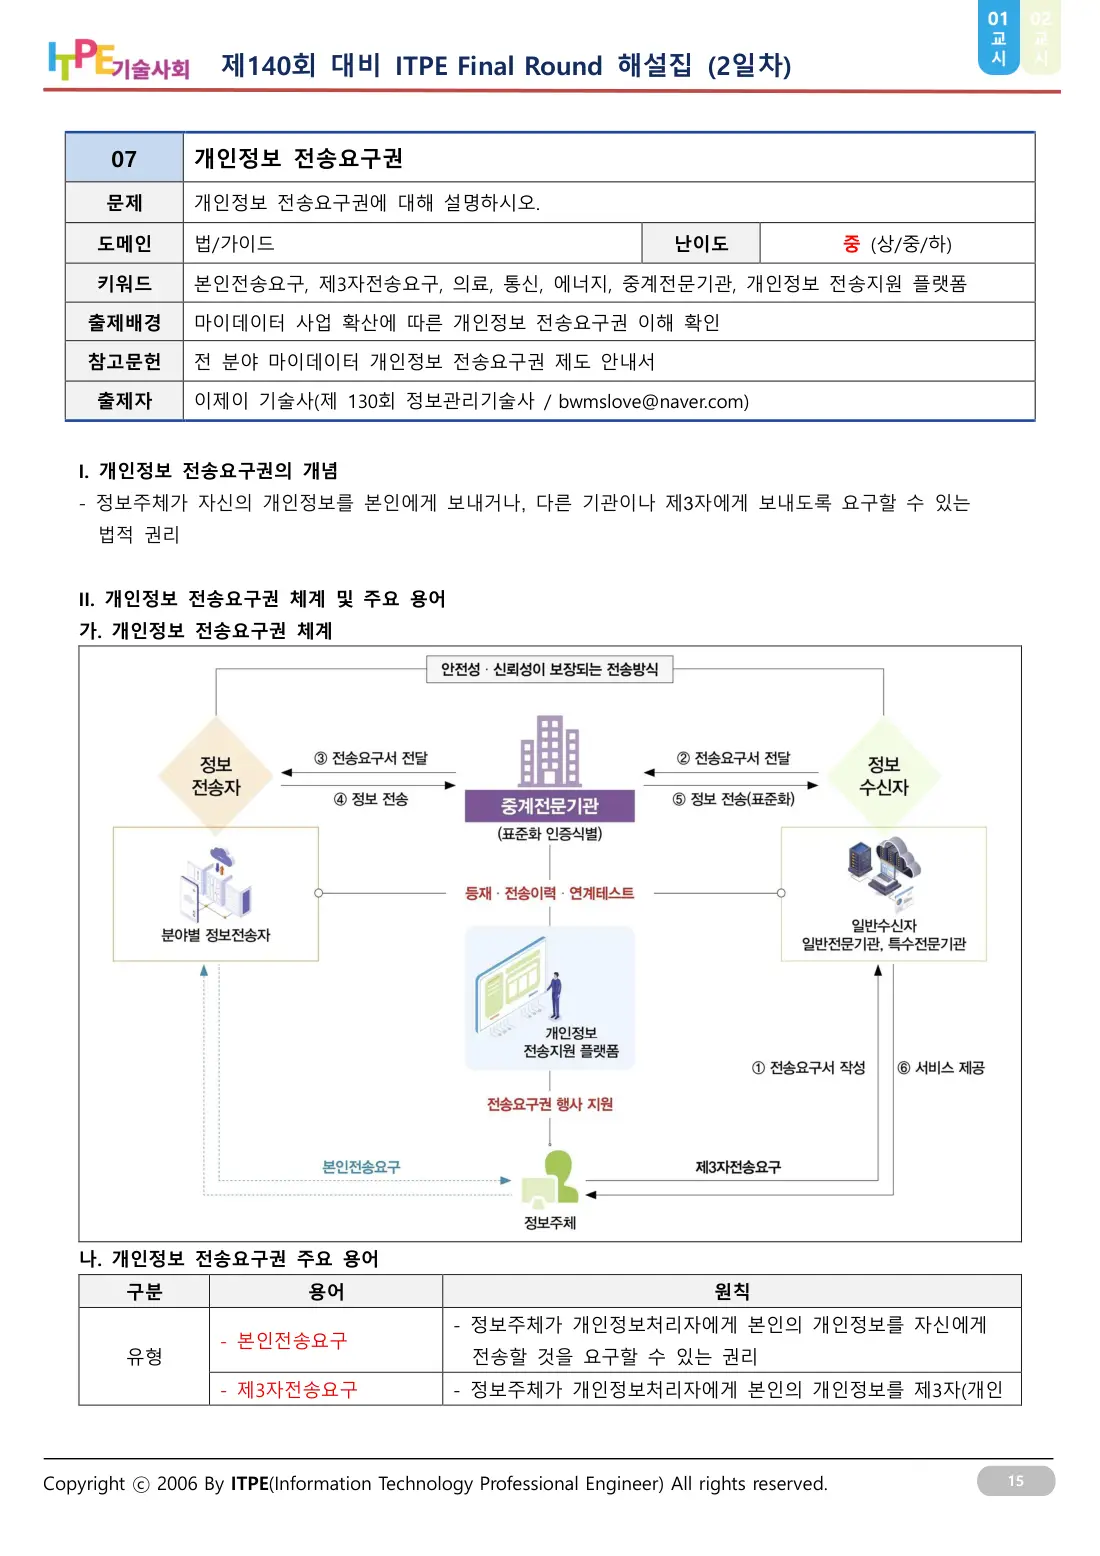 01
교
시
02
교
시
ITPE기술사회 제140회 대비 ITPE Final Round 해설집 (2일차)
07 개인정보 전송요구권
문제 개인정보 전송요구권에 대해 설명하시오.
도메인 법/가이드 난이도 중 (상/중/하)
키워드 본인전송요구, 제3자전송요구, 의료, 통신, 에너지, 중계전문기관, 개인정보 전송지원 플랫폼
출제배경 마이데이터 사업 확산에 따른 개인정보 전송요구권 이해 확인
참고문헌 전 분야 마이데이터 개인정보 전송요구권 제도 안내서
출제자 이제이 기술사(제 130회 정보관리기술사 / bwmslove@naver.com)
I. 개인정보 전송요구권의 개념
- 정보주체가 자신의 개인정보를 본인에게 보내거나, 다른 기관이나 제3자에게 보내도록 요구할 수 있는
법적 권리
II. 개인정보 전송요구권 체계 및 주요 용어
가. 개인정보 전송요구권 체계
안전성 · 신뢰성이 보장되는 전송방식
정보
전송자
③ 전송요구서 전달
④ 정보 전송
중계전문기관
(표준화 인증식별)
② 전송요구서 전달
⑤ 정보 전송(표준화)
정보
수신자
분야별 정보전송자
등재 · 전송이력 · 연계테스트
일반수신자
일반전문기관, 특수전문기관
개인정보
전송지원 플랫폼
① 전송요구서 작성
⑥ 서비스 제공
전송요구권 행사 지원
본인전송요구
제3자전송요구
정보주체
나. 개인정보 전송요구권 주요 용어
구분 용어 원칙
유형
- 본인전송요구
- 정보주체가 개인정보처리자에게 본인의 개인정보를 자신에게
전송할 것을 요구할 수 있는 권리
- 제3자전송요구 - 정보주체가 개인정보처리자에게 본인의 개인정보를 제3자(개인
Copyright ⓒ 2006 By ITPE(Information Technology Professional Engineer) All rights reserved.
15